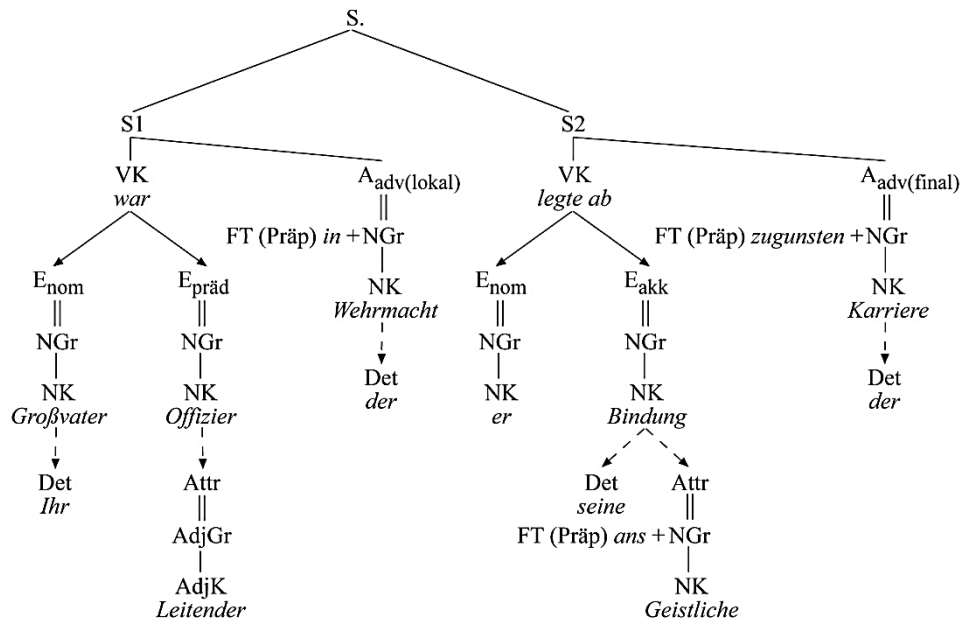 S.
S1 S2
VK A adv(lokal) VK A adv(final)
war legte ab
FT (Präp) in + NGr FT (Präp) zugunsten + NGr
E nom E präd NK E nom E akk NK
Wehrmacht Karriere
NGr NGr NGr NGr
Det Det
NK NK der NK NK der
Großvater Offizier er Bindung
Det Attr Det Attr
Ihr seine
AdjGr FT (Präp) ans + NGr
AdjK NK
Leitender Geistliche